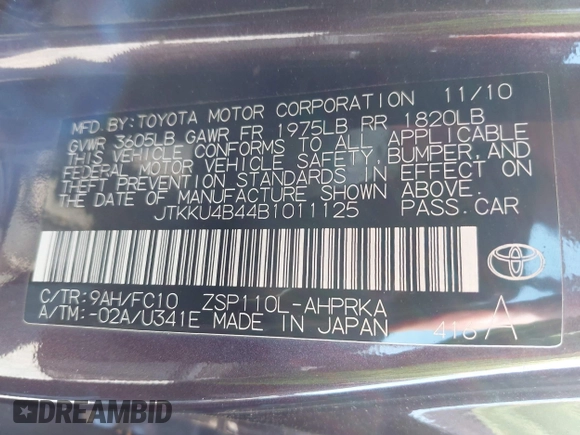 MFD.BY:TOYOTA MOTOR CORPORATION 11/10
GVWR 3605LB GAWR FR 1975LB RR 1820LB
THIS VEHICLE CONFORMS TO ALL APPLICABLE
FEDERAL MOTOR VEHICLE SAFETY,BUMPER,AND
THEFT PREVENTION STANDARDS IN EFFECT ON
THE DATE OF MANUFACTURE SHOWN ABOVE.
JTKKU4B44B1011125 PASS.CAR
C/TR:9AH/FC10 ZSP110L-AHPRKA
A/TM:-02A/U341E MADE IN JAPAN 416 A
DREAMBID